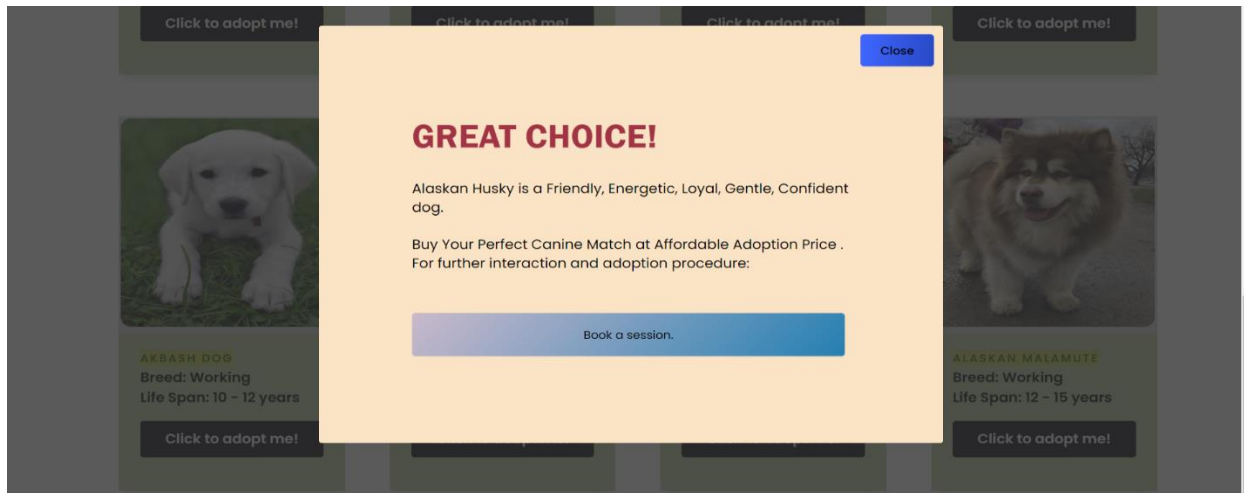 Click to adopt me!
Click to adopt me!
Click to adopt me!
Click to adopt me!
Close
GREAT CHOICE!
Alaskan Husky is a Friendly, Energetic, Loyal, Gentle, Confident
dog.
Buy Your Perfect Canine Match at Affordable Adoption Price .
For further interaction and adoption procedure:
Book a session.
AKBASH DOG
Breed: Working
Life Span: 10 - 12 years
Click to adopt me!
ALASKAN MALAMUTE
Breed: Working
Life Span: 12 - 15 years
Click to adopt me!